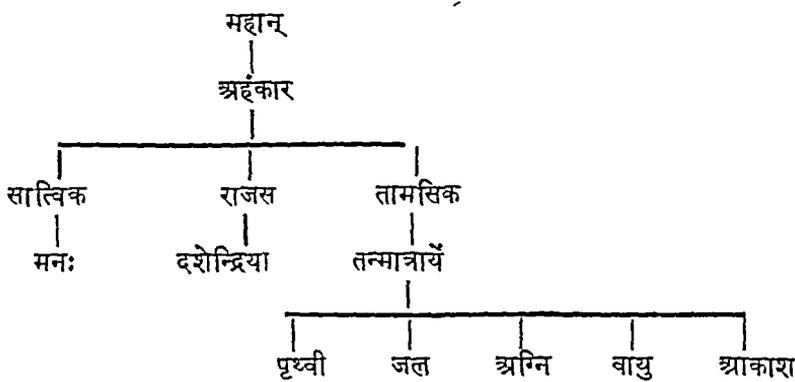 महान्
अहंकार
सात्विक राजस तामसिक
मनः दशेन्द्रिया तन्मात्रायें
पृथ्वी जल अग्नि वायु आकाश